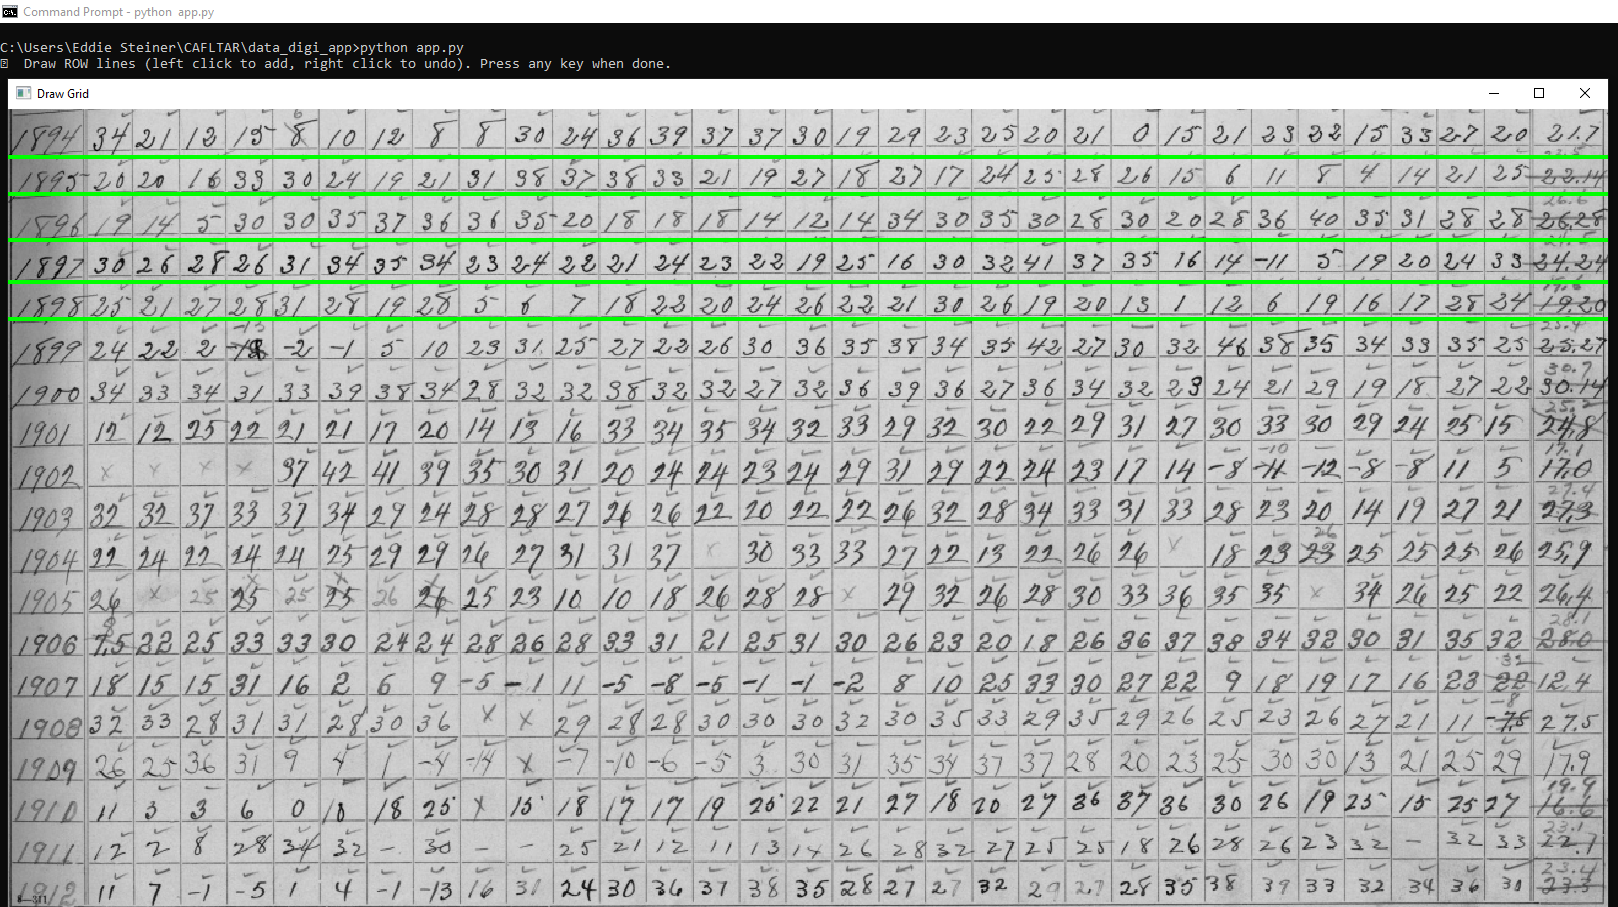 Command Prompt - python app.py
C:\Users\Eddie Steiner\CAFLTAR\data_digi_app>python app.py
Draw ROW lines (left click to add, right click to undo). Press any key when done.
Draw Grid
1894 34 21 12 15 8 10 12 8 8 30 24 36 39 37 37 30 19 29 23 25 20 21 0 15 21 23 22 15 33 27 20 21.7
1895 20 20 16 33 30 24 19 21 31 38 37 38 33 21 19 27 18 27 17 24 25 28 26 15 6 11 8 4 14 21 25 22.14
26.6
1896 19 14 5 30 30 35 37 36 36 35 20 18 18 18 14 12 14 34 30 35 30 28 30 20 28 36 40 35 31 28 28 26.28
1897 30 26 28 26 31 34 35 34 23 24 22 21 24 23 22 19 25 16 30 32 41 37 35 16 14 -11 5 19 20 24 33 24.24
1898 25 21 27 28 31 28 19 28 5 6 7 18 22 20 24 26 22 21 30 26 19 20 13 1 12 6 19 16 17 28 24 19.20
-13 25.4
1899 24 22 2 -2 -1 5 10 23 31 25 27 22 26 30 36 35 38 34 35 42 27 30 32 46 38 35 34 33 35 25 25.27
30.7
1900 34 33 34 31 33 39 38 34 28 32 32 38 32 32 27 32 36 39 36 27 36 34 32 23 24 21 29 19 18 27 22 30.14
1901 12 12 25 22 21 21 17 20 14 13 16 33 34 35 34 32 33 29 32 30 22 29 31 27 30 33 30 29 24 25 15 24.8
-10 17.1
1902 x x x x 37 42 41 39 35 30 31 20 24 24 23 24 29 31 29 22 24 23 17 14 -8 -11 -12 -8 -8 11 5 17.0
27.4
1903 32 32 37 33 37 34 29 24 28 28 27 26 26 22 20 22 22 26 32 28 34 33 31 33 28 23 20 14 19 27 21 27.3
26
1904 22 24 22 24 24 25 29 29 26 27 31 31 37 x 30 33 33 27 22 13 22 26 26 x 18 23 23 25 25 25 26 25.9
1905 26 x 25 25 25 25 26 26 25 23 10 10 18 26 28 28 x 29 32 26 28 30 33 36 35 35 x 34 26 25 22 26.4
28.1
1906 22 25 33 33 30 24 24 28 36 28 33 31 21 25 31 30 26 23 20 18 26 36 37 38 34 32 30 31 35 32 28.0
32
1907 18 15 15 31 16 2 6 9 -5 -1 11 -5 -8 -5 -1 -1 -2 8 10 25 33 30 27 22 9 18 19 17 16 23 22 12.4
-8
1908 32 33 28 31 31 28 30 36 x x 29 28 28 30 30 30 32 30 35 33 29 35 29 26 25 23 26 27 21 11 27.5
1909 26 25 36 31 9 4 1 -4 -14 x -7 -10 -6 -5 3 30 31 35 34 37 37 28 20 23 25 30 30 13 21 25 29 17.9
19.9
1910 11 3 3 6 0 10 18 25 x 15 18 17 17 19 25 22 21 27 18 20 27 36 37 36 30 26 19 25 15 25 27 16.6
23.1
1911 12 2 8 28 34 32 - 30 - - 25 21 12 11 13 14 26 28 32 27 25 25 18 26 28 26 23 32 - 32 33 22.7
23.4
1912 11 7 -1 -5 1 4 -1 -13 16 31 24 30 36 37 38 35 28 27 27 32 29 27 28 35 38 39 33 32 34 36 30 23.5